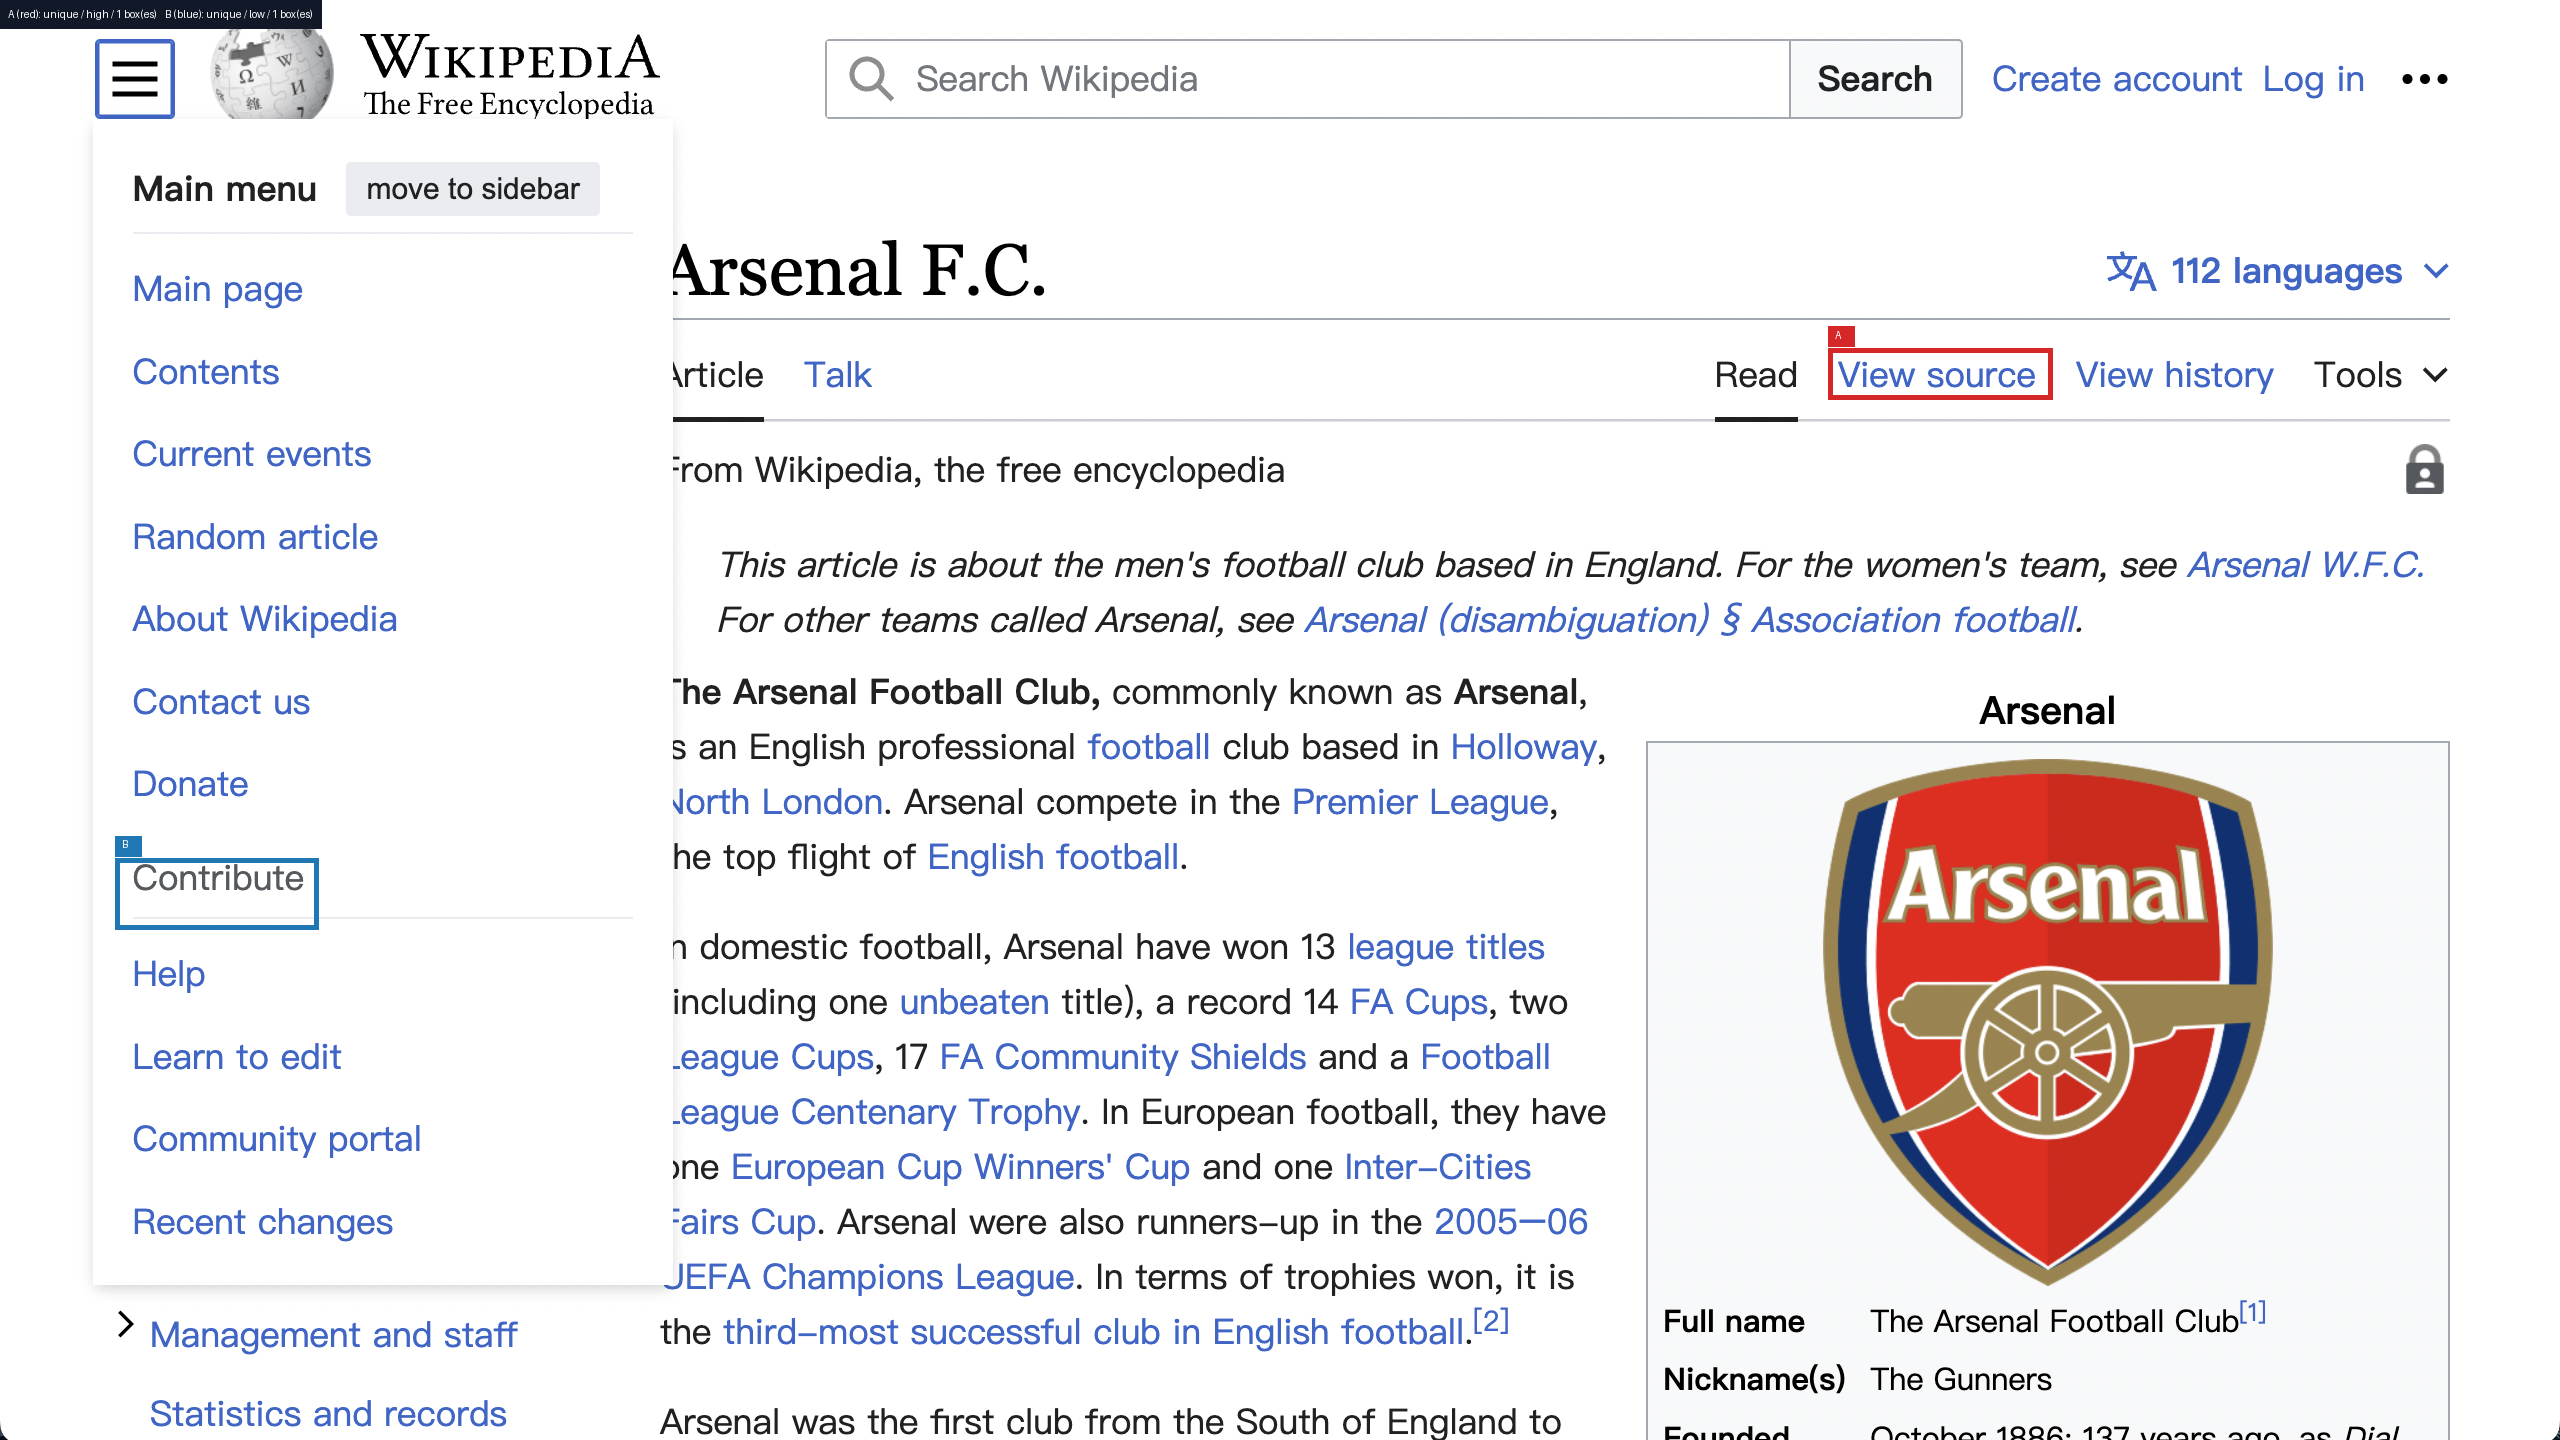 A (red): unique / high / 1 box(es) B (blue): unique / low / 1 box(es)
WIKIPEDIA
The Free Encyclopedia
Search Wikipedia
Search
Create account Log in
Main menu move to sidebar
Main page
Contents
Current events
Random article
About Wikipedia
Contact us
Donate
B
Contribute
Help
Learn to edit
Community portal
Recent changes
Management and staff
Statistics and records
Arsenal F.C.
112 languages
A
Article Talk Read View source View history Tools
From Wikipedia, the free encyclopedia
This article is about the men's football club based in England. For the women's team, see Arsenal W.F.C.
For other teams called Arsenal, see Arsenal (disambiguation) § Association football.
The Arsenal Football Club, commonly known as Arsenal,
is an English professional football club based in Holloway,
North London. Arsenal compete in the Premier League,
the top flight of English football.
In domestic football, Arsenal have won 13 league titles
(including one unbeaten title), a record 14 FA Cups, two
League Cups, 17 FA Community Shields and a Football
League Centenary Trophy. In European football, they have
one European Cup Winners' Cup and one Inter–Cities
Fairs Cup. Arsenal were also runners–up in the 2005–06
UEFA Champions League. In terms of trophies won, it is
the third–most successful club in English football.[2]
Arsenal was the first club from the South of England to
Arsenal
Arsenal
Full name The Arsenal Football Club[1]
Nickname(s) The Gunners
Founded October 1886; 137 years ago, as Dial